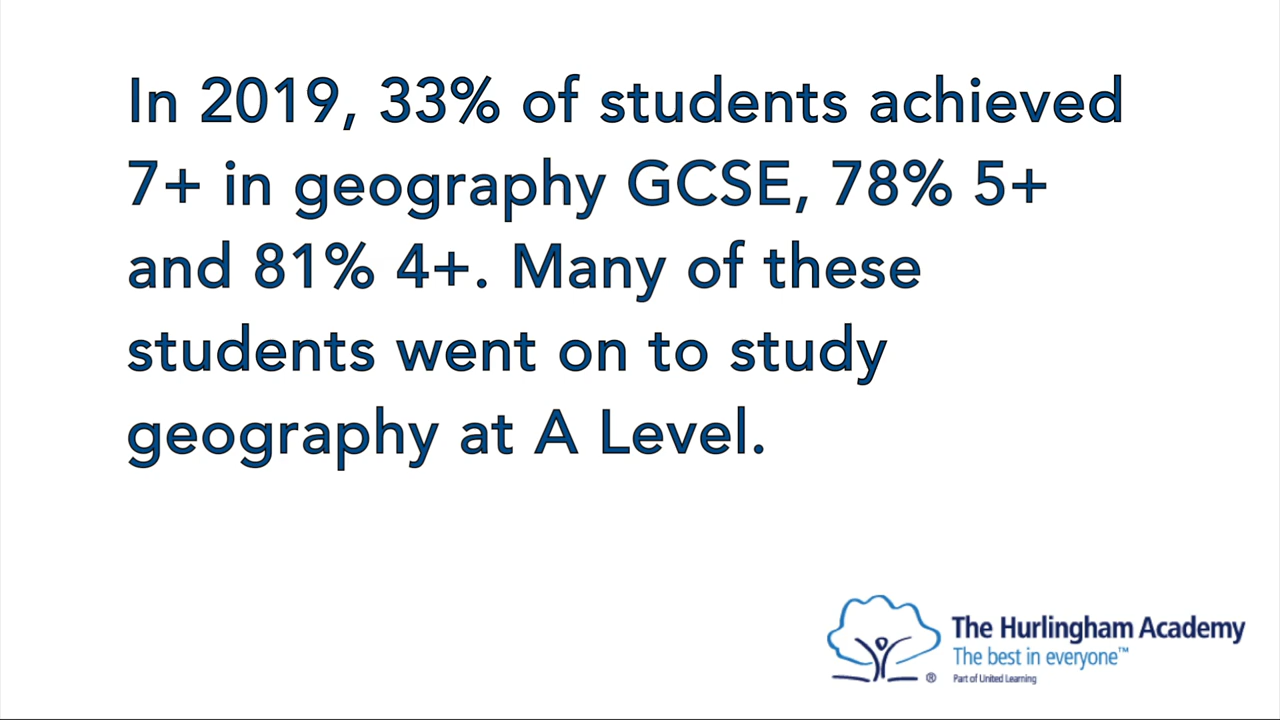 In 2019, 33% of students achieved
7+ in geography GCSE, 78% 5+
and 81% 4+. Many of these
students went on to study
geography at A Level.
The Hurlingham Academy
The best in everyone™
® Part of United Learning